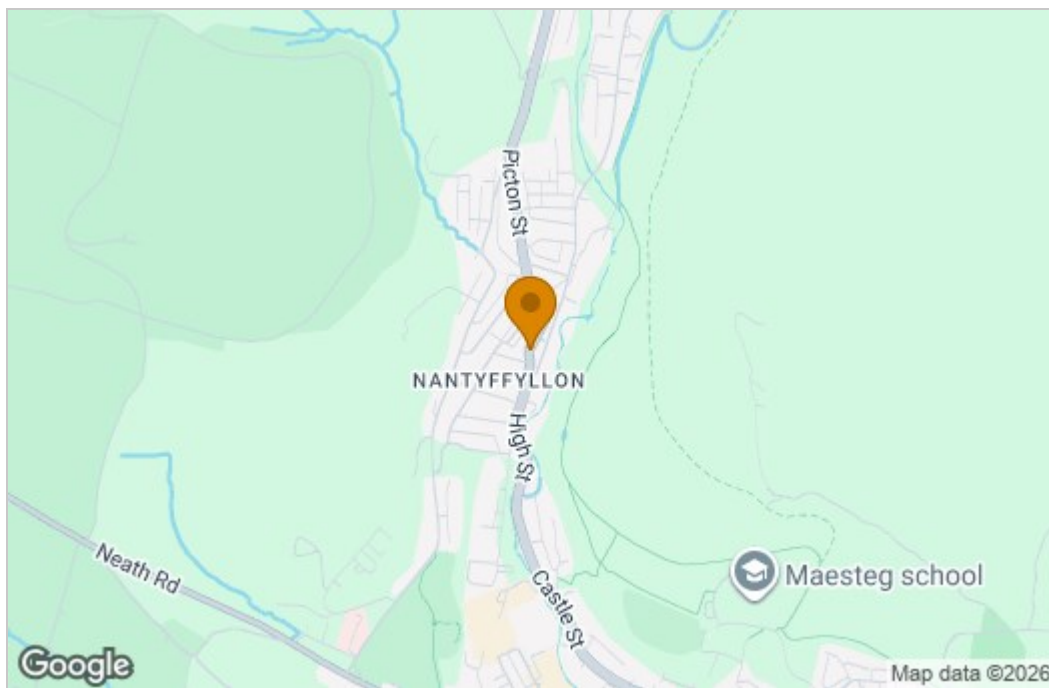 Picton St
NANTYFFYLLON
High St
Neath Rd
Castle St
Maesteg school
Google
Map data ©2026